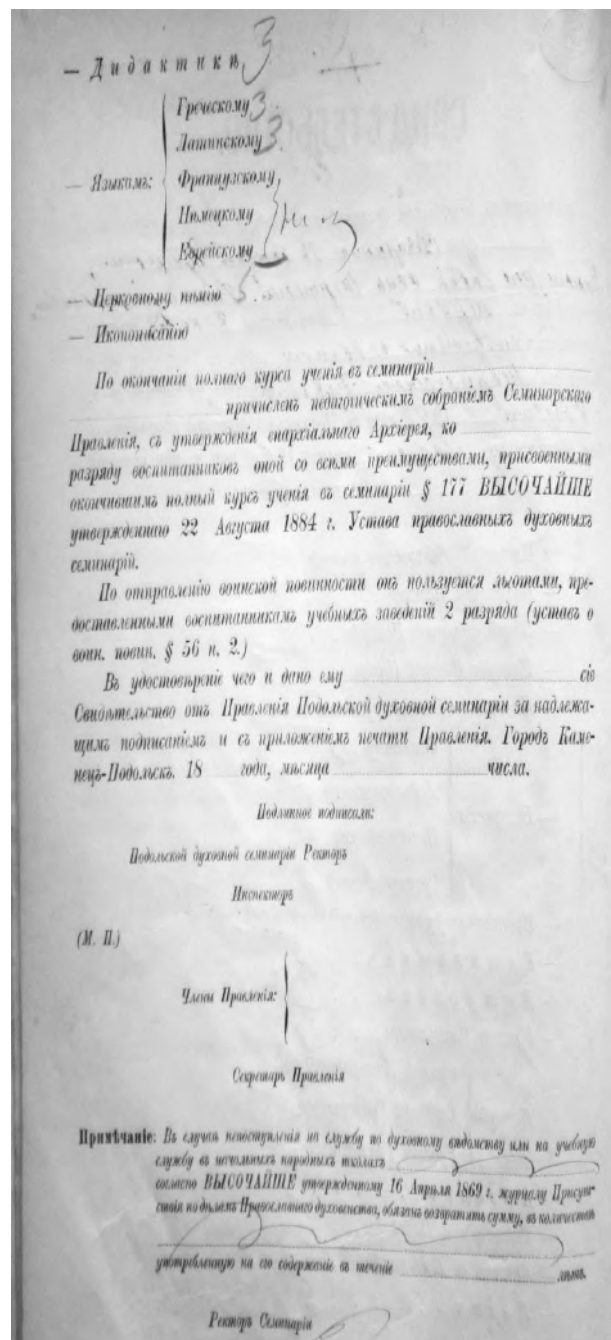 — Дидактикѣ 3
Греческому 3
Латинскому 3
— Языкамъ: Французскому
Нѣмецкому
Еврейскому
— Церковному пѣнію 5
— Иконописанію
По окончаніи полнаго курса ученія въ семинаріи
причисленъ педагогическимъ собраніемъ Семинарскаго
Правленія, съ утвержденія епархіальнаго Архіерея, ко
разряду воспитанниковъ оной со всѣми преимуществами, присвоенными
окончившимъ полный курсъ ученія въ семинаріи § 177 ВЫСОЧАЙШЕ
утвержденнаго 22 Августа 1884 г. Устава православныхъ духовныхъ
семинарій.
По отправленію воинской повинности онъ пользуется льготами, пре-
доставленными воспитанникамъ учебныхъ заведеній 2 разряда (уставъ о
воин. повин. § 56 п. 2.)
Въ удостовѣреніе чего и дано ему сіе
Свидѣтельство отъ Правленія Подольской духовной семинаріи за надлежа-
щимъ подписаніемъ и съ приложеніемъ печати Правленія. Городъ Каме-
нецъ-Подольскъ. 18 года, мѣсяца числа.
Подлинное подписали:
Подольской духовной семинаріи Ректоръ
Инспекторъ
(М. П.)
Члены Правленія:
Секретарь Правленія
Примѣчаніе: Въ случаѣ непоступленія на службу по духовному вѣдомству или на учебную
службу въ начальныхъ народныхъ школахъ
согласно ВЫСОЧАЙШЕ утвержденному 16 Апрѣля 1869 г. журналу Присут-
ствія по дѣламъ Православнаго духовенства, обязанъ возвратить сумму, въ количествѣ
употребленную на его содержаніе въ теченіе лѣтъ.
Ректоръ Семинаріи